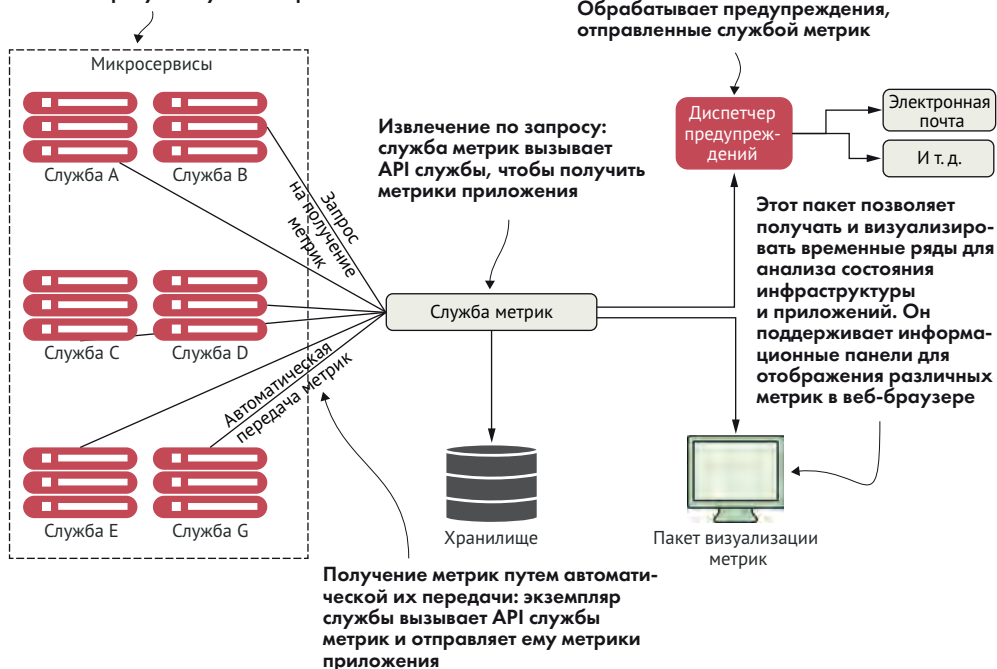 Обрабатывает предупреждения,
отправленные службой метрик
Микросервисы
Служба A
Служба B
Служба C
Служба D
Служба E
Служба G
Запрос
на получение
метрик
Автоматическая
передача метрик
Извлечение по запросу:
служба метрик вызывает
API службы, чтобы получить
метрики приложения
Диспетчер
предупреж-
дений
Электронная
почта
И т. д.
Служба метрик
Этот пакет позволяет
получать и визуализиро-
вать временные ряды для
анализа состояния
инфраструктуры
и приложений. Он
поддерживает информа-
ционные панели для
отображения различных
метрик в веб-браузере
Хранилище
Пакет визуализации
метрик
Получение метрик путем автомати-
ческой их передачи: экземпляр
службы вызывает API службы
метрик и отправляет ему метрики
приложения